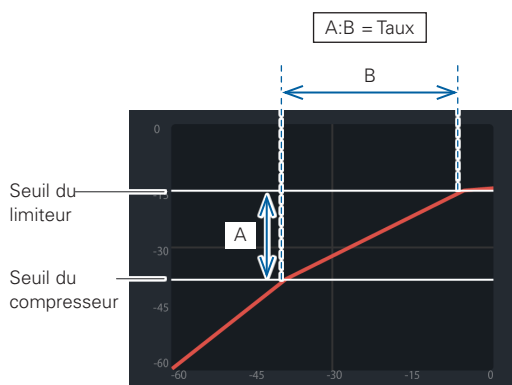 A:B = Taux
B
0
Seuil du
limiteur
-15
A
-30
Seuil du
compresseur
-45
-60
-60
-45
-30
-15
0